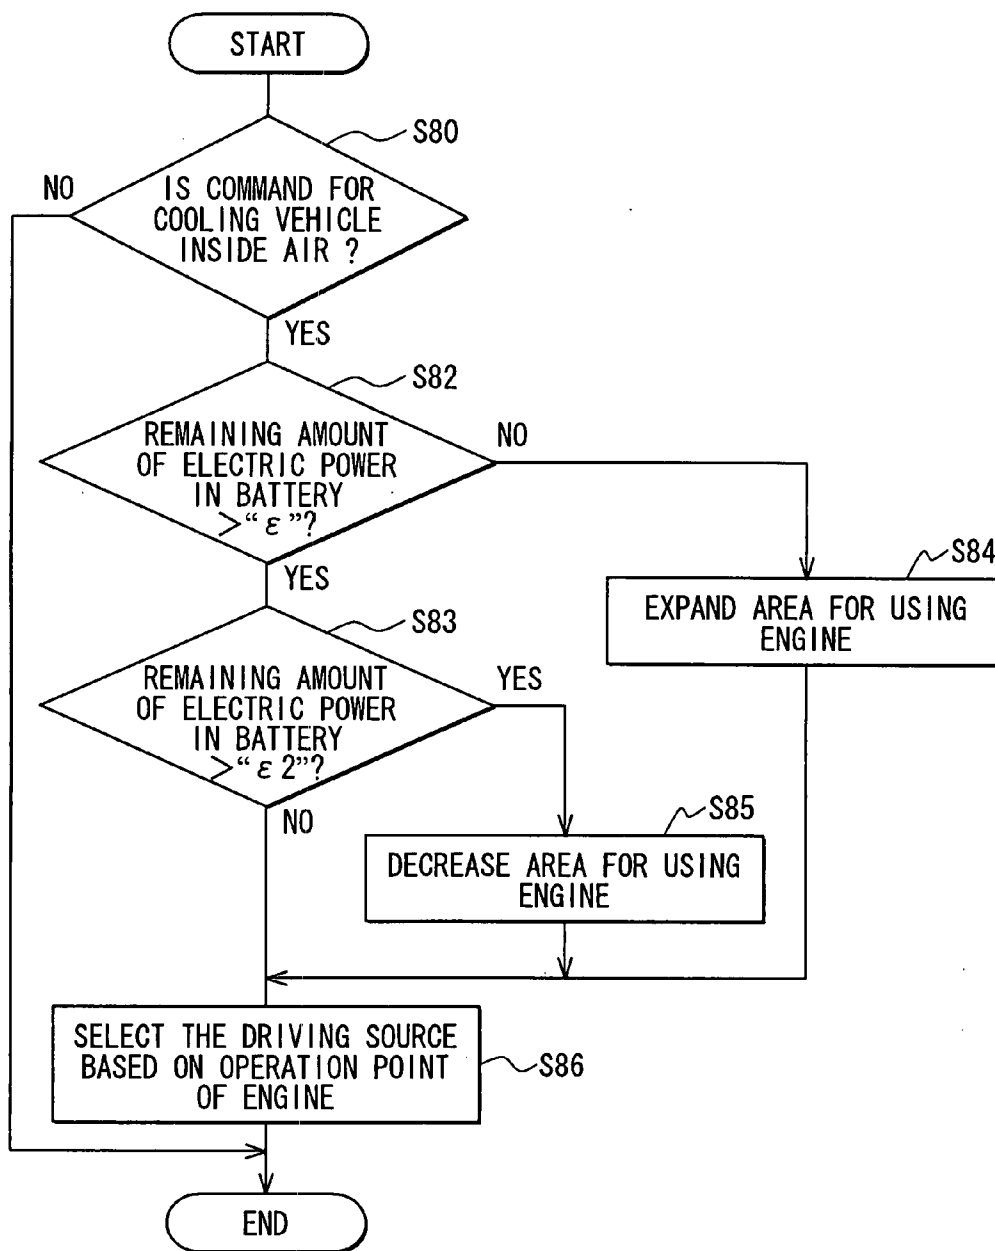 START
S80
NO
IS COMMAND FOR
COOLING VEHICLE
INSIDE AIR ?
YES
S82
REMAINING AMOUNT
OF ELECTRIC POWER
IN BATTERY
>“ε”?
NO
YES
S84
EXPAND AREA FOR USING
ENGINE
S83
REMAINING AMOUNT
OF ELECTRIC POWER
IN BATTERY
>“ε2”?
YES
NO
S85
DECREASE AREA FOR USING
ENGINE
SELECT THE DRIVING SOURCE
BASED ON OPERATION POINT
OF ENGINE
S86
END